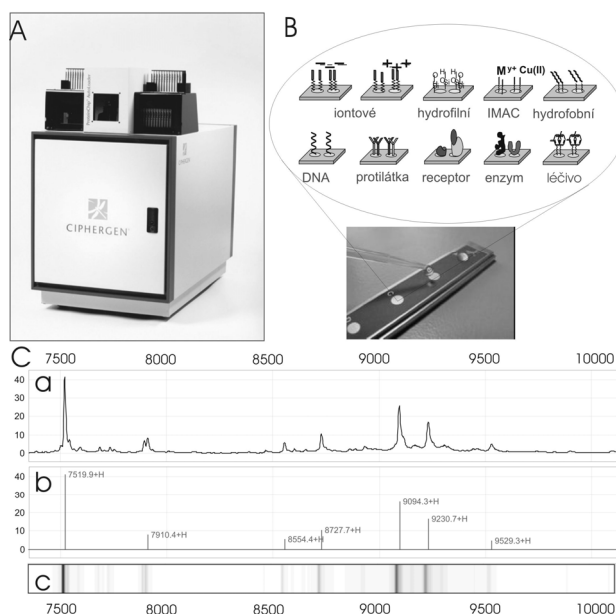 A
B
CIPHERGEN
M y+ Cu(II)
iontové hydrofilní IMAC hydrofobní
DNA protilátka receptor enzym léčivo
C
7500 8000 8500 9000 9500 10000
a
40
30
20
10
0
b
40
30
20
10
0
7519.9+H
7910.4+H
8554.4+H
8727.7+H
9094.3+H
9230.7+H
9529.3+H
c
7500 8000 8500 9000 9500 10000